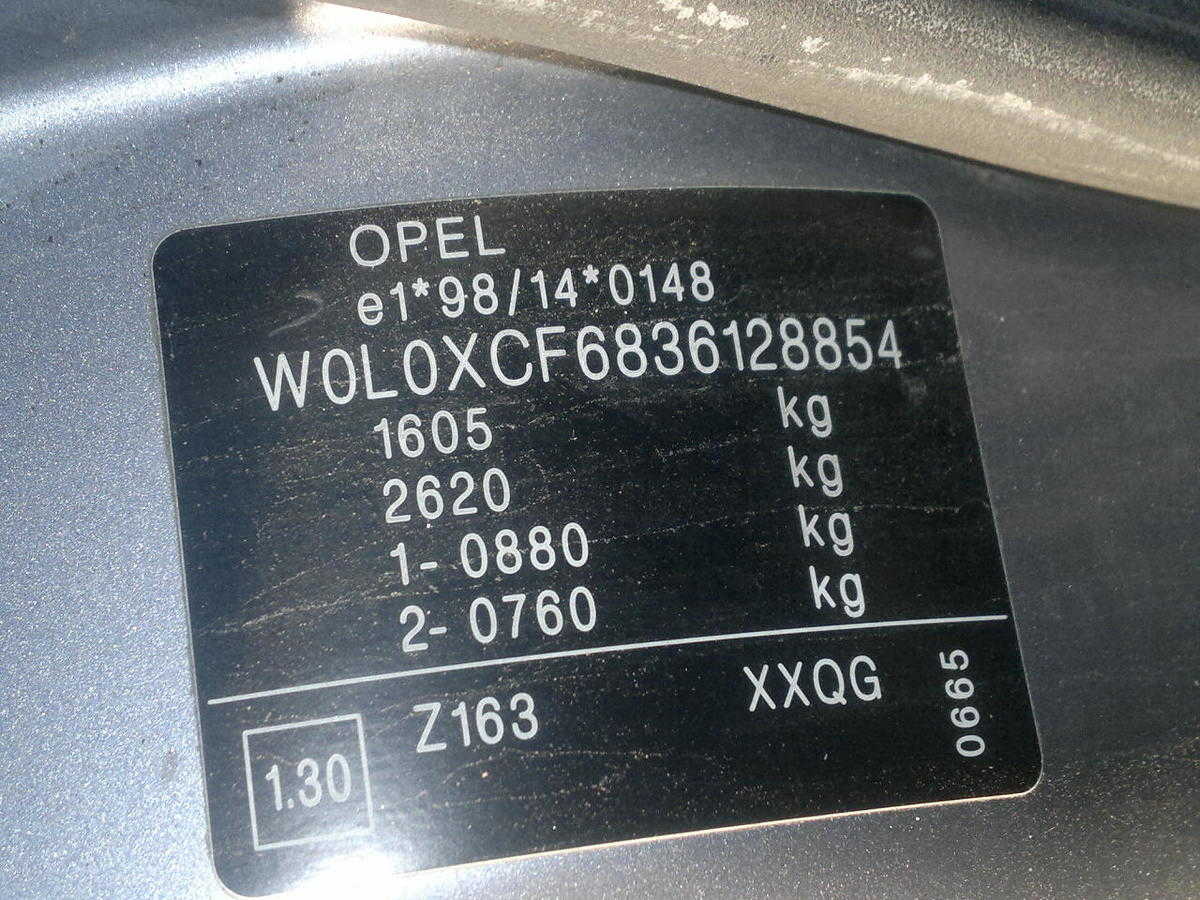 OPEL
e1*98/14*0148
W0L0XCF6836128854
1605 kg
2620 kg
1- 0880 kg
2- 0760 kg
Z163 XXQG 0665
1.30